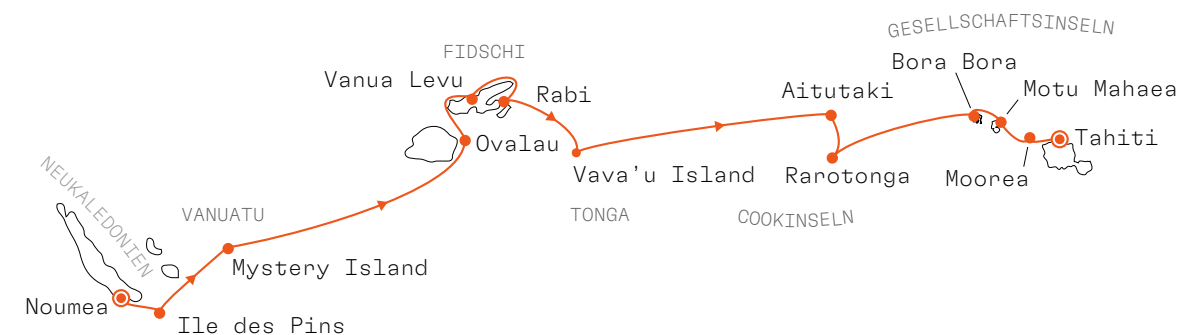 GESELLSCHAFTSINSELN
FIDSCHI
Bora Bora
Vanua Levu
Rabi
Aitutaki
Motu Mahaea
Ovalau
Tahiti
Vava'u Island
Rarotonga
Moorea
NEUKALEDONIEN
VANUATU
TONGA
COOKINSELN
Mystery Island
Noumea
Ile des Pins